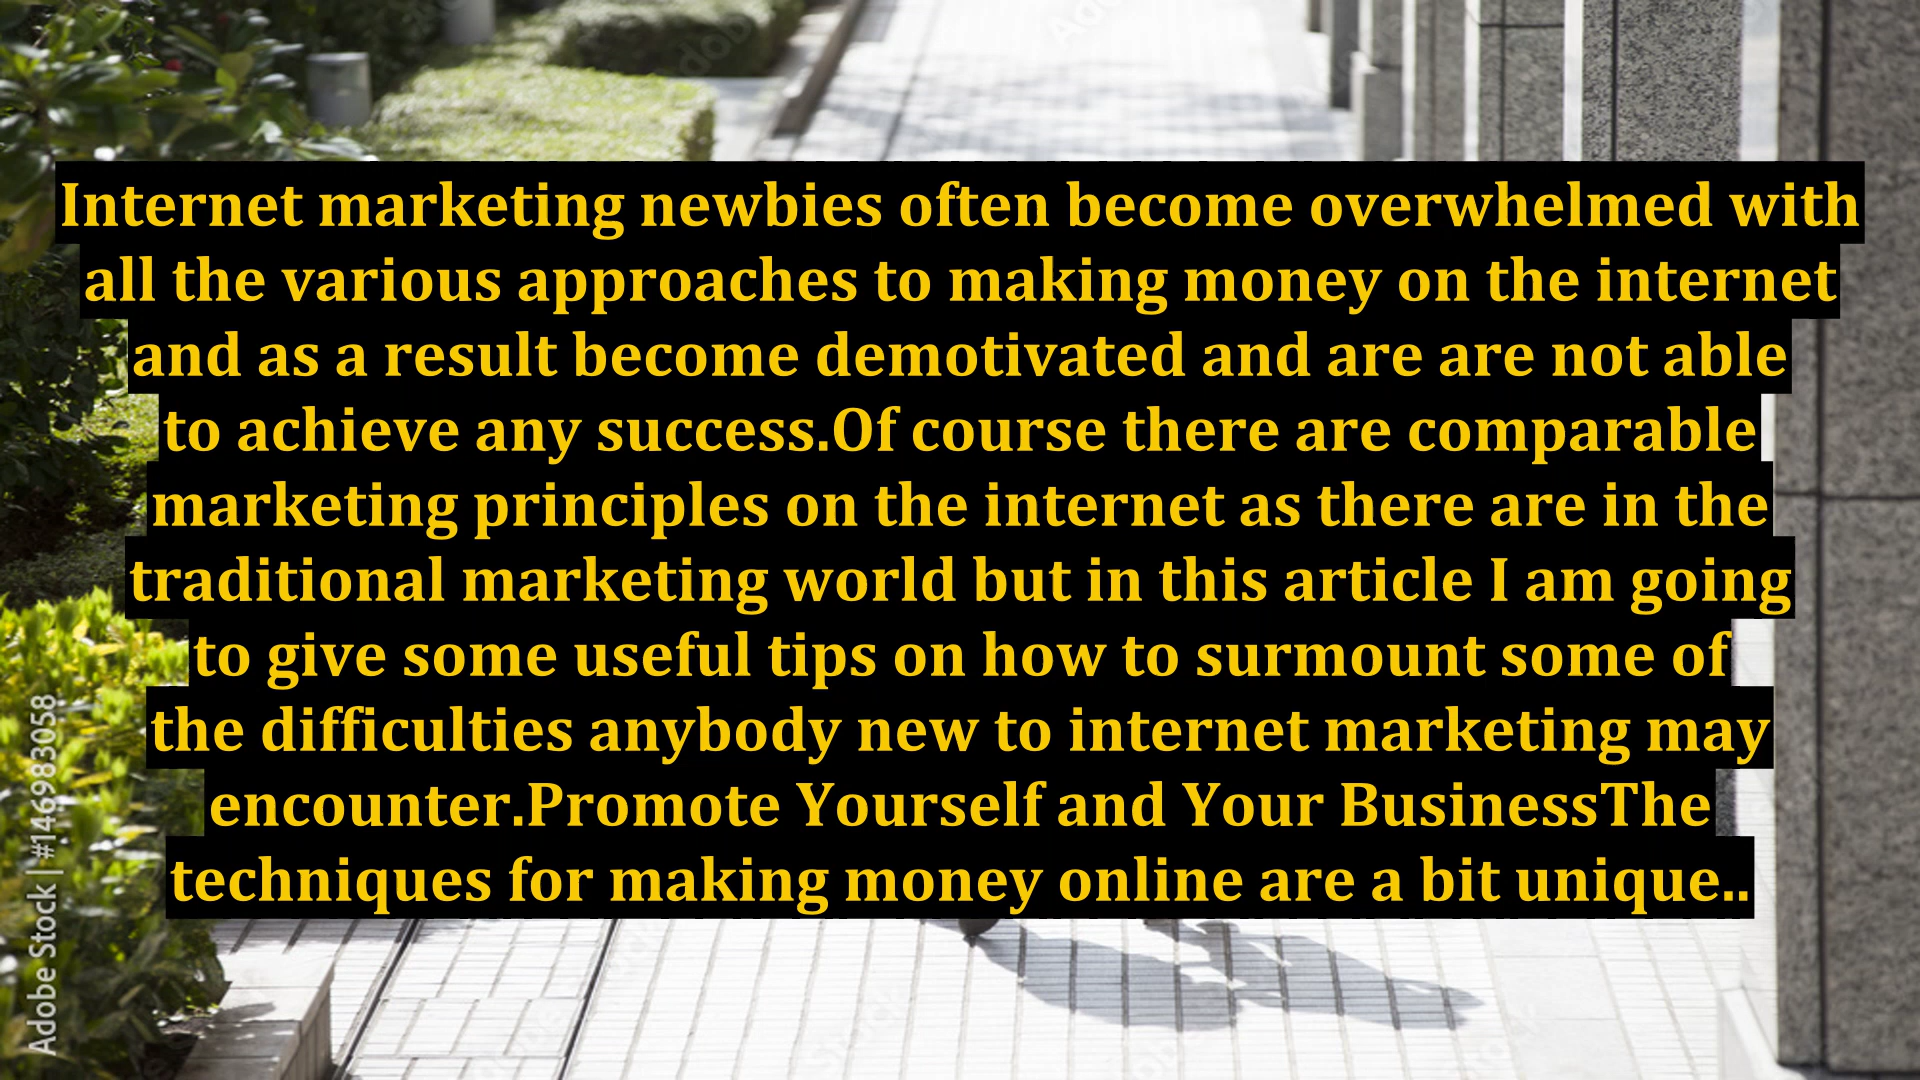 Internet marketing newbies often become overwhelmed with
all the various approaches to making money on the internet
and as a result become demotivated and are are not able
to achieve any success.Of course there are comparable
marketing principles on the internet as there are in the
traditional marketing world but in this article I am going
to give some useful tips on how to surmount some of
the difficulties anybody new to internet marketing may
encounter.Promote Yourself and Your BusinessThe
techniques for making money online are a bit unique..
Adobe Stock | #146983058